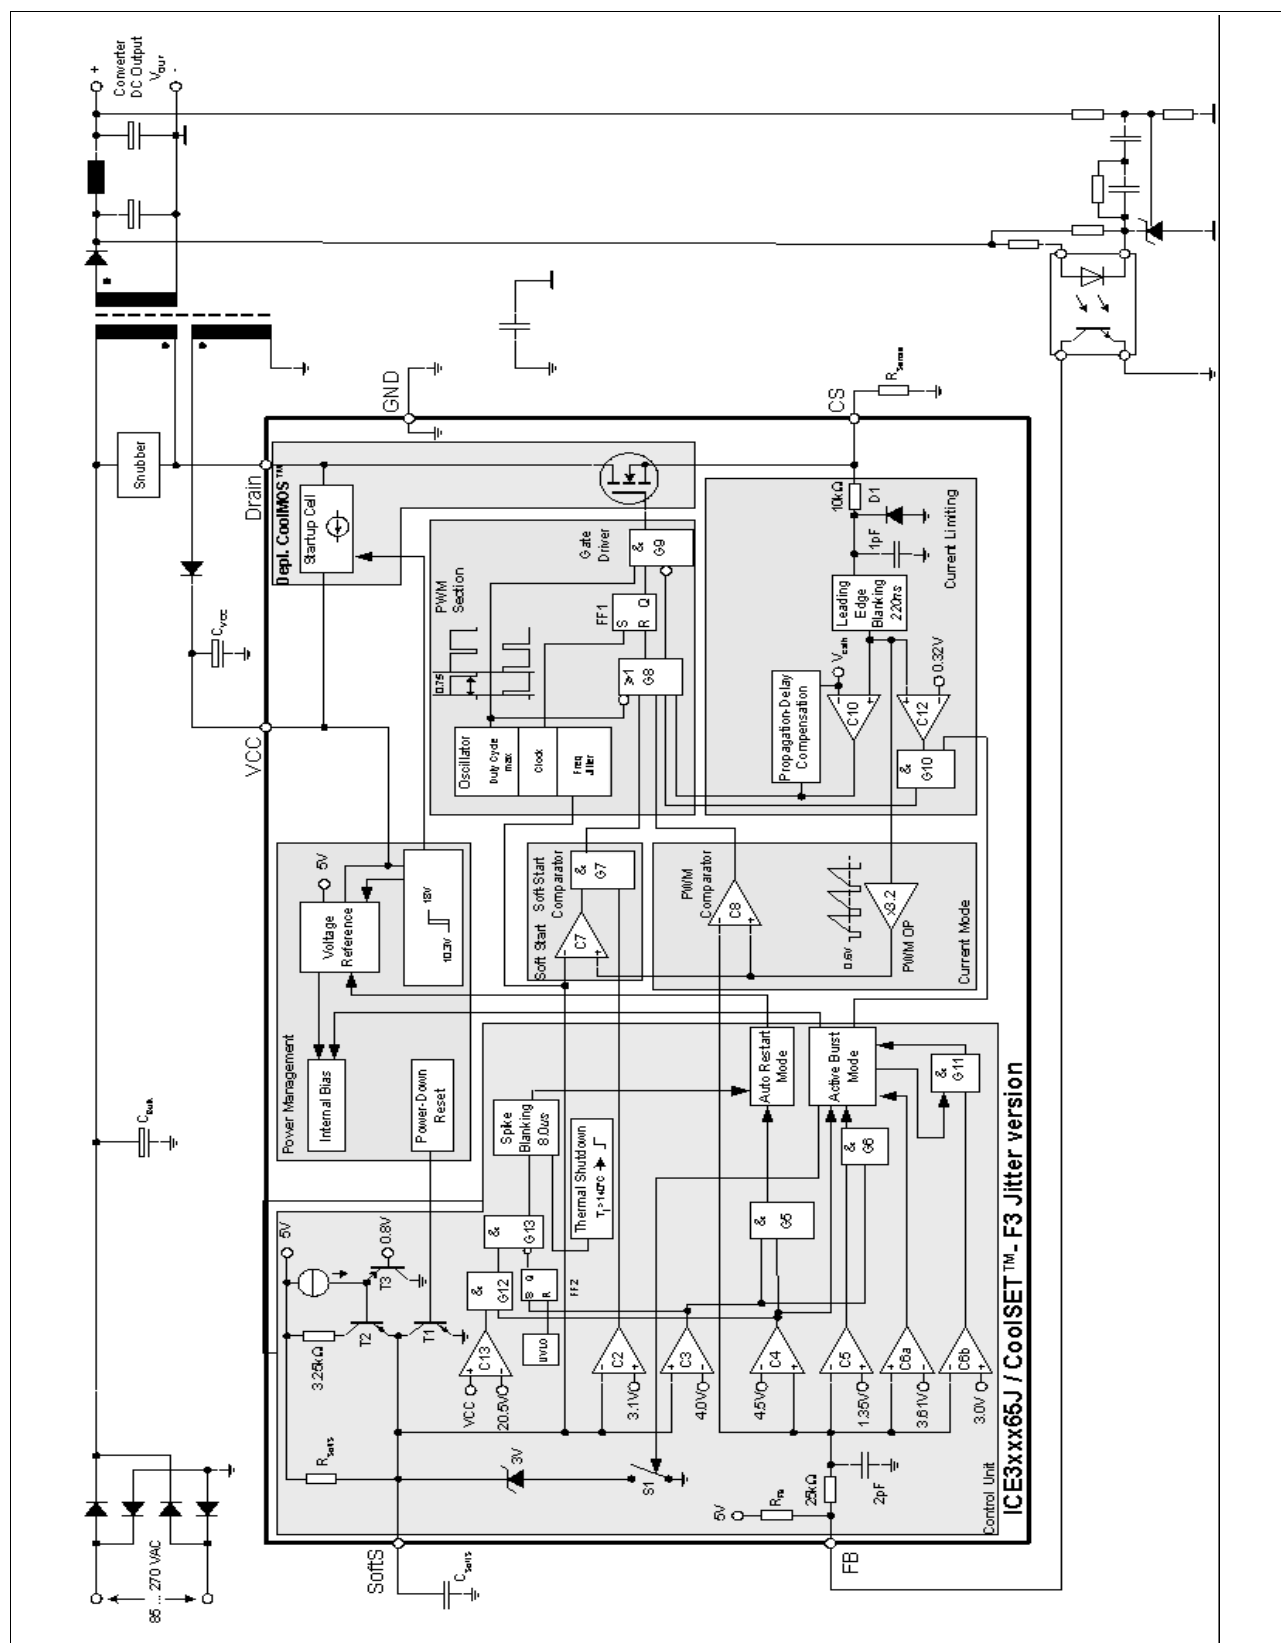 85 ... 270 VAC
C Bulk
Snubber
C VCC
+
Converter
DC Output
V OUT
-
SoftS
C SoftS
VCC
Drain
GND
CS
R Sense
FB
Power Management
Internal Bias
Voltage
Reference
5V
10.3V
18V
Power-Down
Reset
Depl. CoolMOS™
Startup Cell
5V
3.25kΩ
R SoftS
T2
T3
0.8V
T1
PWM
Section
0.75
Oscillator
Duty Cycle
max
Clock
Freq
Jitter
FF1
S
R
Q
≥1
G8
Gate
Driver
&
G9
VCC
20.5V
C13
&
G12
&
G13
S
R
Q
FF2
UVLO
Spike
Blanking
8.0us
Thermal Shutdown
Tj >140°C
Soft Start
Soft-Start
Comparator
C7
&
G7
3V
S1
3.1V
C2
4.0V
C3
4.5V
C4
1.35V
C5
3.61V
C6a
3.0V
C6b
&
G5
&
G6
&
G11
Auto Restart
Mode
Active Burst
Mode
PWM
Comparator
C8
0.6V
x3.2
PWM OP
Current Mode
Propagation-Delay
Compensation
V csth
C10
C12
0.32V
&
G10
Leading
Edge
Blanking
220ns
10kΩ
D1
1pF
Current Limiting
5V
R FB
25kΩ
2pF
Control Unit
ICE3xxx65J / CoolSET™- F3 Jitter version